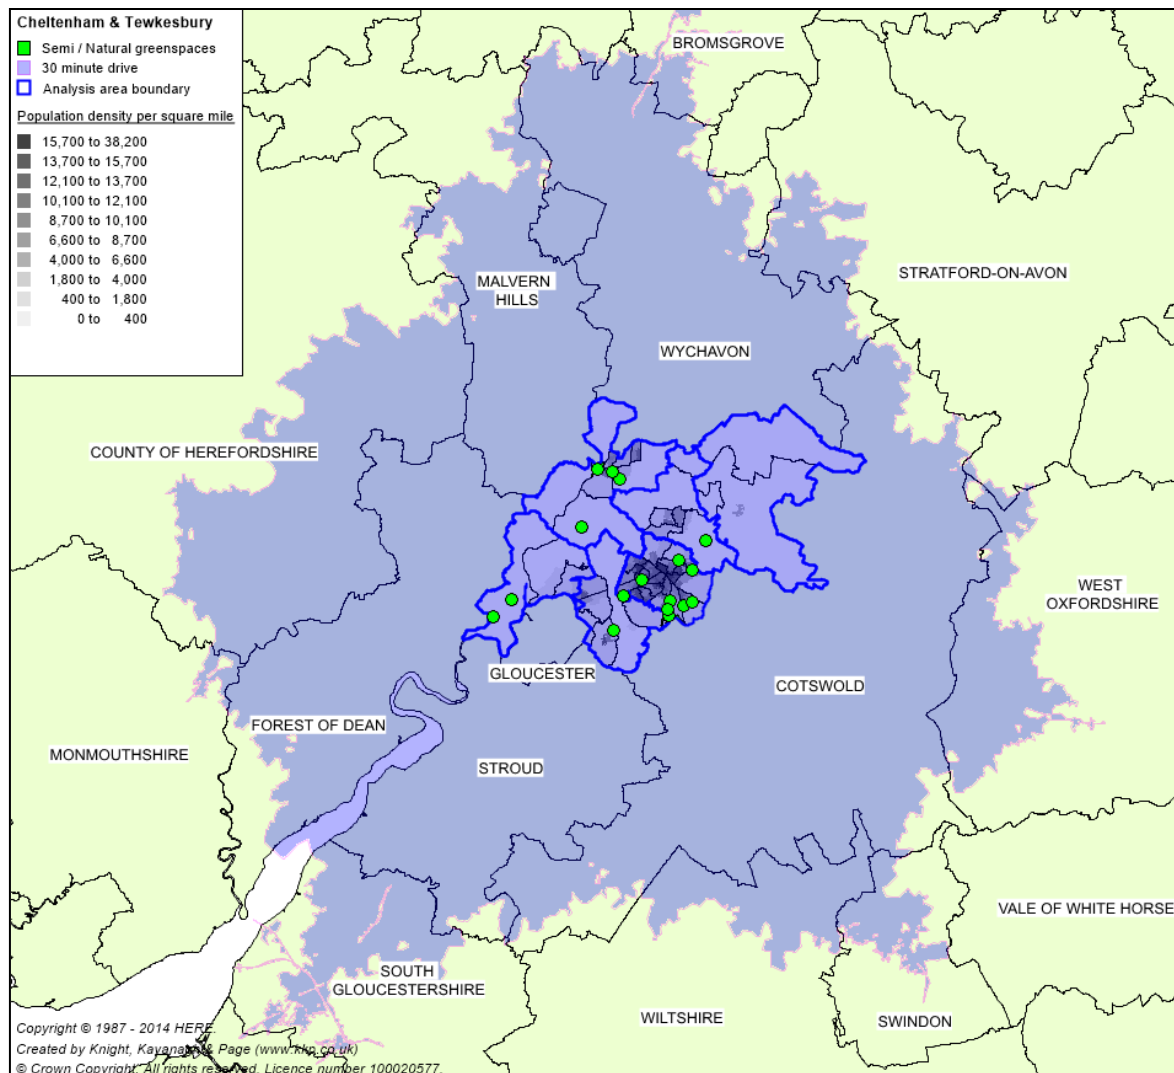 Cheltenham & Tewkesbury
Semi / Natural greenspaces
30 minute drive
Analysis area boundary
Population density per square mile
15,700 to 38,200
13,700 to 15,700
12,100 to 13,700
10,100 to 12,100
8,700 to 10,100
6,600 to 8,700
4,000 to 6,600
1,800 to 4,000
400 to 1,800
0 to 400
BROMSGROVE
STRATFORD-ON-AVON
MALVERN
HILLS
WYCHAVON
COUNTY OF HEREFORDSHIRE
WEST
OXFORDSHIRE
GLOUCESTER
COTSWOLD
FOREST OF DEAN
MONMOUTHSHIRE
STROUD
VALE OF WHITE HORSE
SOUTH
GLOUCESTERSHIRE
WILTSHIRE
SWINDON
Copyright © 1987 - 2014 HERE.
Created by Knight, Kavanagh & Page (www.kkp.co.uk)
© Crown Copyright. All rights reserved. Licence number 100020577.